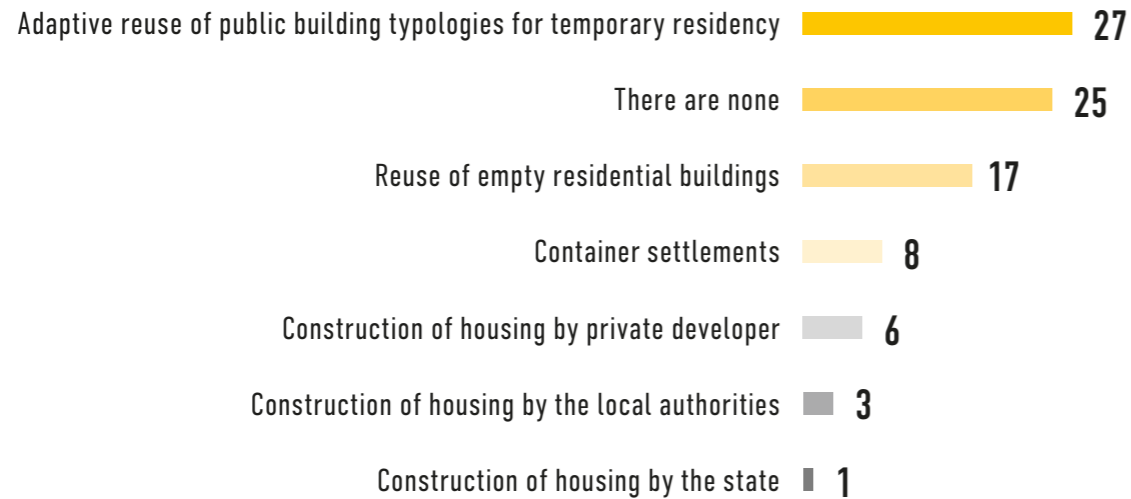 Adaptive reuse of public building typologies for temporary residency 27
There are none 25
Reuse of empty residential buildings 17
Container settlements 8
Construction of housing by private developer 6
Construction of housing by the local authorities 3
Construction of housing by the state 1